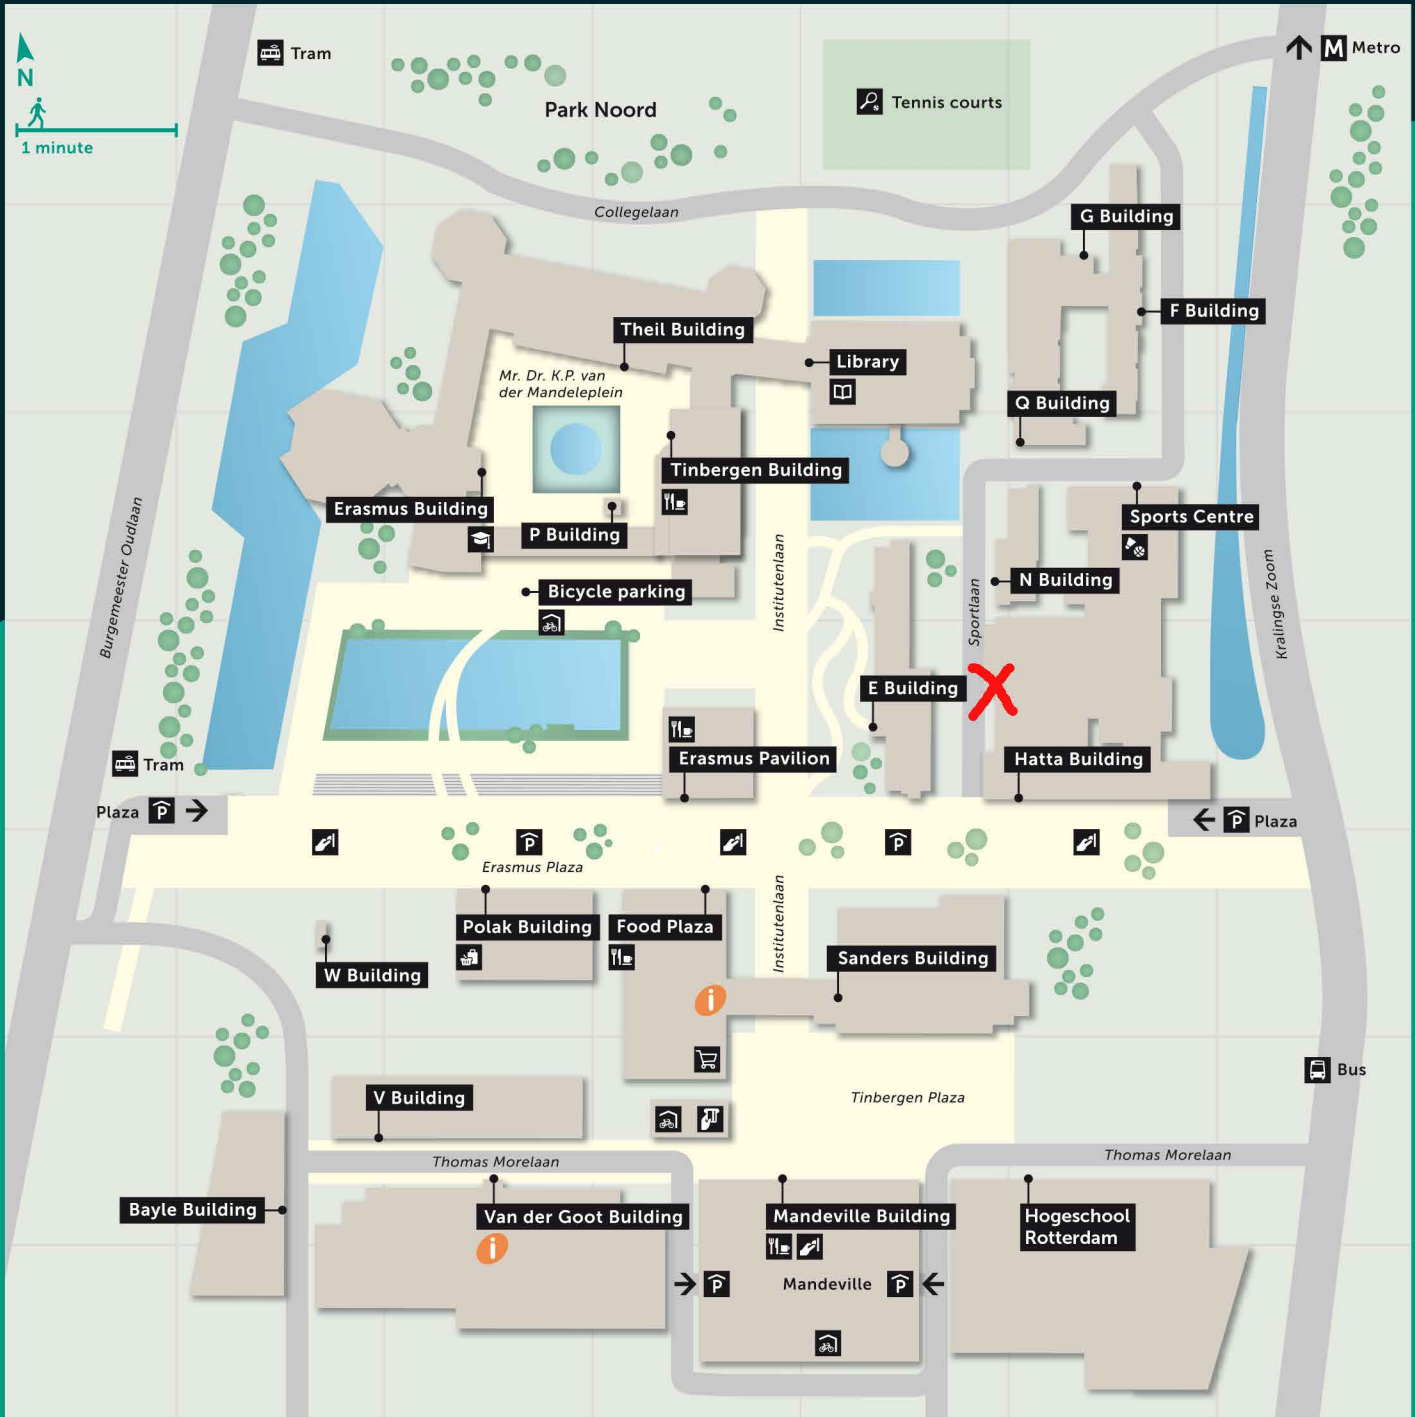 Tram
M Metro
N
1 minute
Park Noord
Tennis courts
Collegelaan
G Building
F Building
Theil Building
Library
Mr. Dr. K.P. van
der Mandeleplein
Q Building
Tinbergen Building
Erasmus Building
P Building
Sports Centre
Burgemeester Oudlaan
Institutenlaan
Sportlaan
Kralingse Zoom
N Building
Bicycle parking
E Building
Erasmus Pavilion
Hatta Building
Tram
Plaza P
P Plaza
P
P
Erasmus Plaza
Polak Building
Food Plaza
Institutenlaan
Sanders Building
W Building
i
Bus
V Building
Tinbergen Plaza
Thomas Morelaan
Thomas Morelaan
Bayle Building
Van der Goot Building
Mandeville Building
Hogeschool
Rotterdam
i
P
Mandeville
P